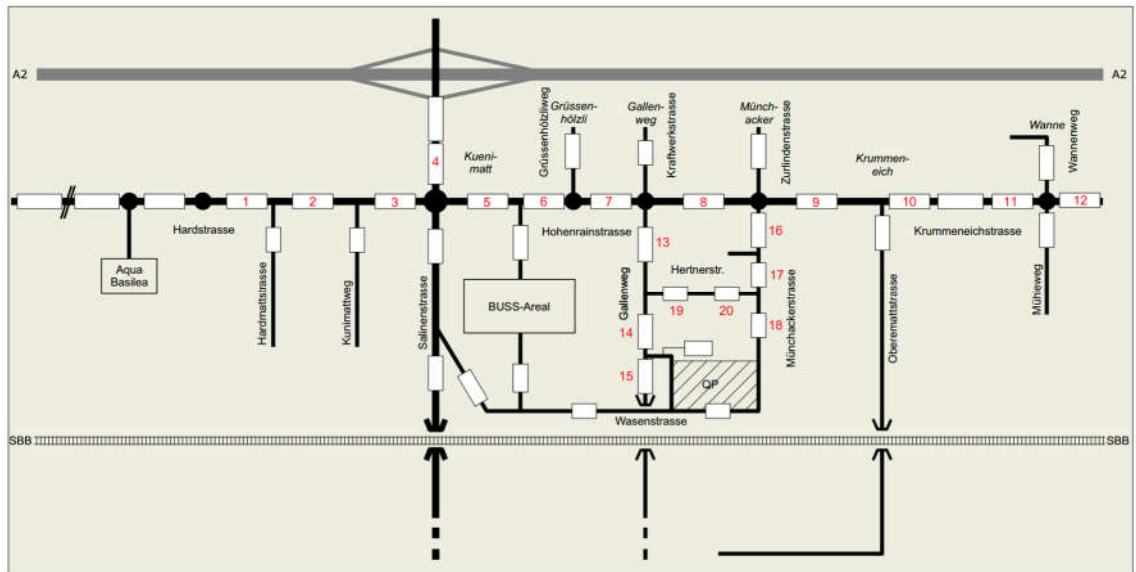 A2
A2
Grüssenhölzliweg
Grüssen-
hölzli
Gallen-
weg
Kraftwerkstrasse
Münch-
acker
Zurlindenstrasse
Wanne
Wannenweg
4
Kueni-
matt
Krummen-
eich
1
2
3
5
6
7
8
9
10
11
12
Hardstrasse
Hohenrainstrasse
Krummeneichstrasse
13
16
Aqua
Basilea
Hardmattstrasse
Kunimattweg
Salinenstrasse
BUSS-Areal
Gallenweg
Hertnerstr.
17
19
20
14
18
Münchackerstrasse
Oberemattstrasse
Mühleweg
15
QP
Wasenstrasse
SBB
SBB